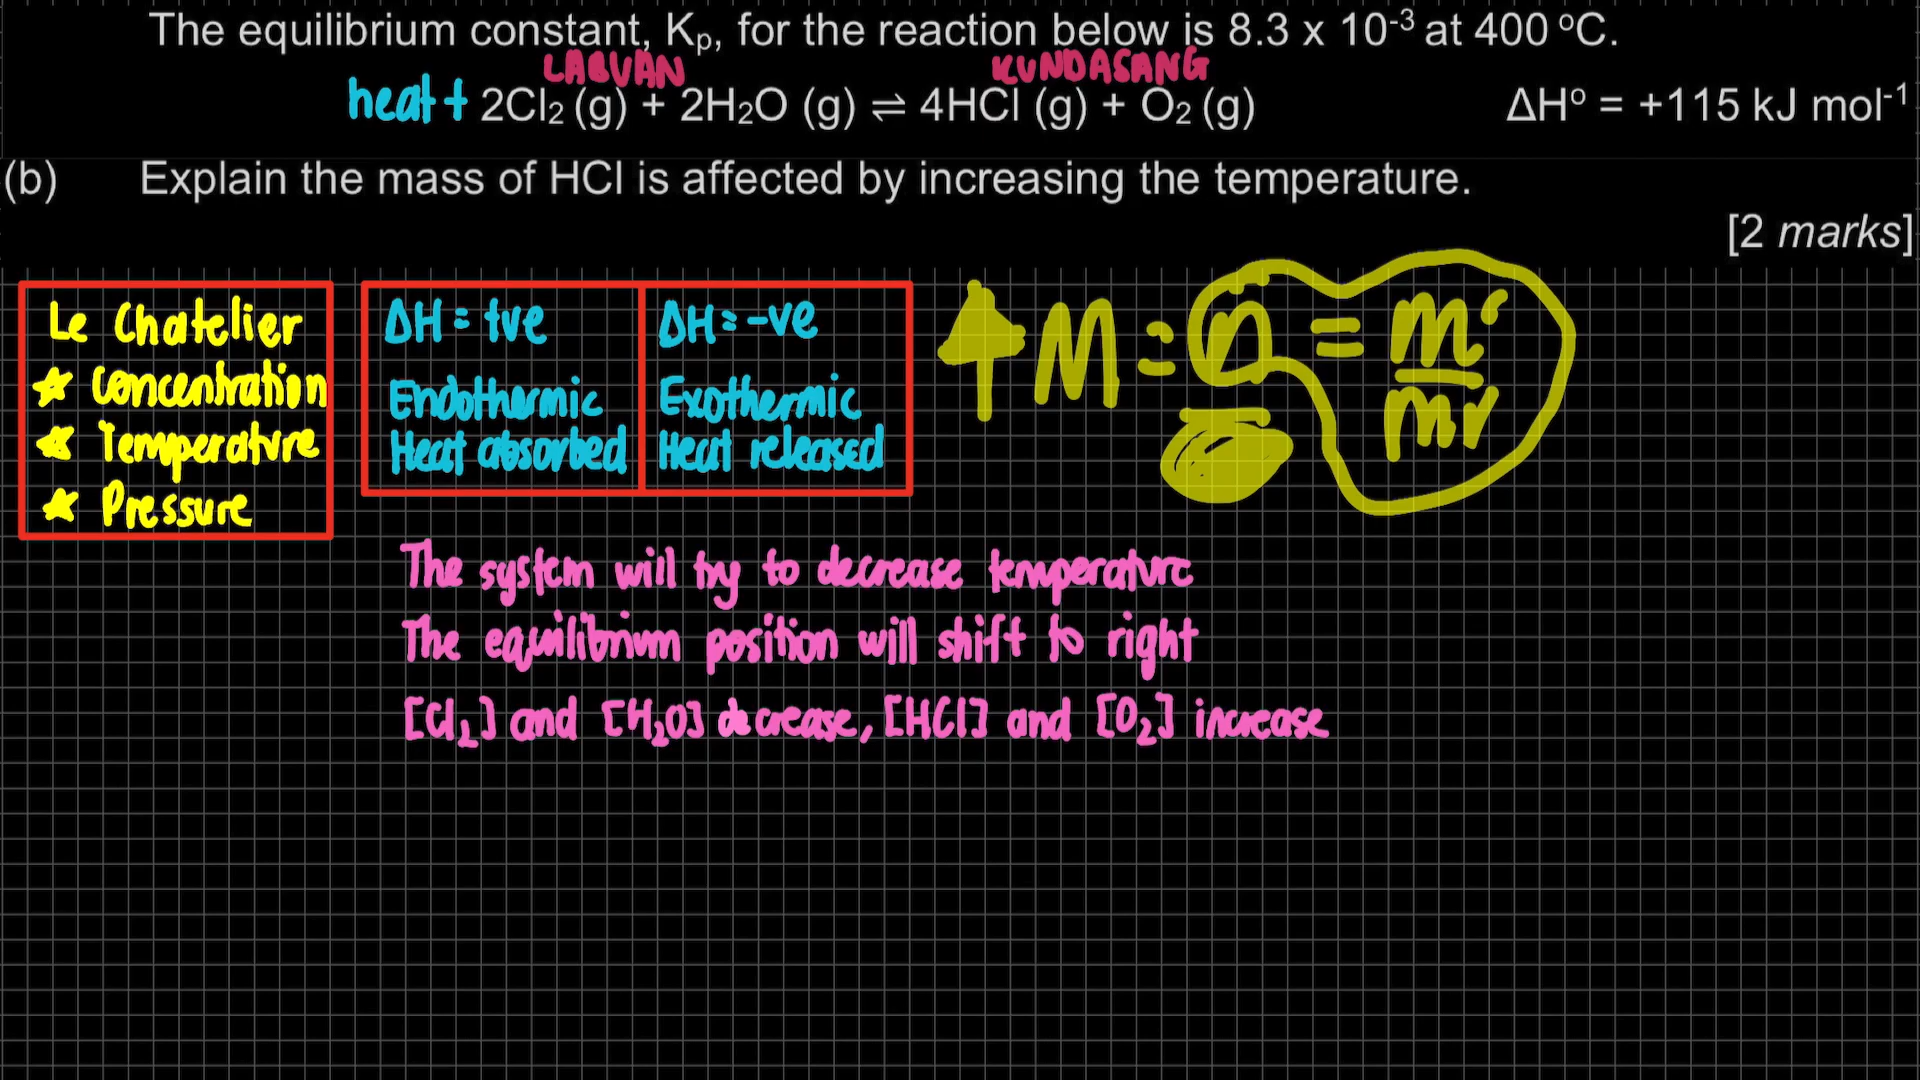 The equilibrium constant, Kₚ, for the reaction below is 8.3 x 10⁻³ at 400 ºC.
LABUAN KUNDASANG
heat + 2Cl₂ (g) + 2H₂O (g) ⇌ 4HCl (g) + O₂ (g) ΔHº = +115 kJ mol⁻¹
(b) Explain the mass of HCl is affected by increasing the temperature.
[2 marks]
Le Chatelier
★ Concentration
★ Temperature
★ Pressure
ΔH = +ve
Endothermic
Heat absorbed
ΔH = -ve
Exothermic
Heat released
↑ M = n = m
mr
The system will try to decrease temperature
The equilibrium position will shift to right
[Cl₂] and [H₂O] decrease, [HCl] and [O₂] increase